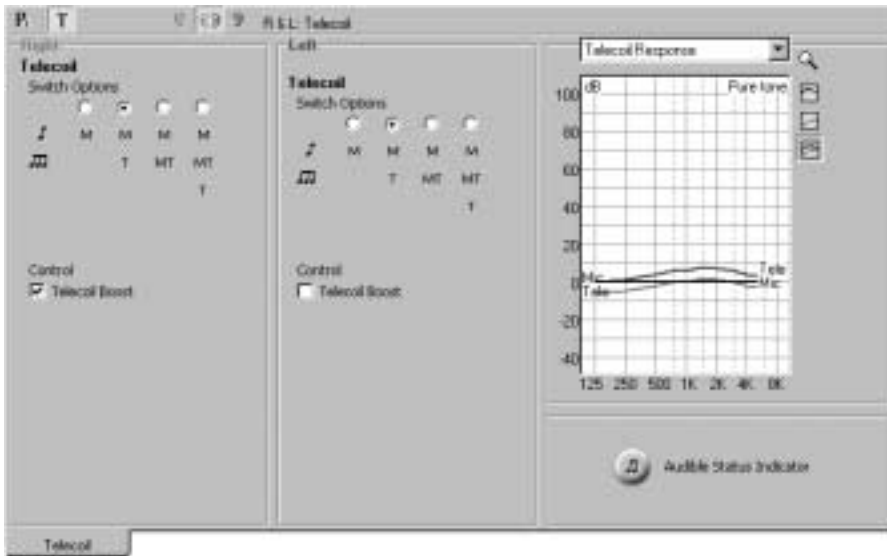 T R & L: Telecoil
Right
Telecoil
Switch Options
M M M M
T MT MT
T
Control
Telecoil Boost
Left
Telecoil
Switch Options
M M M M
T MT MT
T
Control
Telecoil Boost
Telecoil Response
dB Pure tone
100
80
60
40
20
0
-20
-40
Mic Tele
Tele Mic
125 250 500 1K 2K 4K 8K
Audible Status Indicator
Telecoil